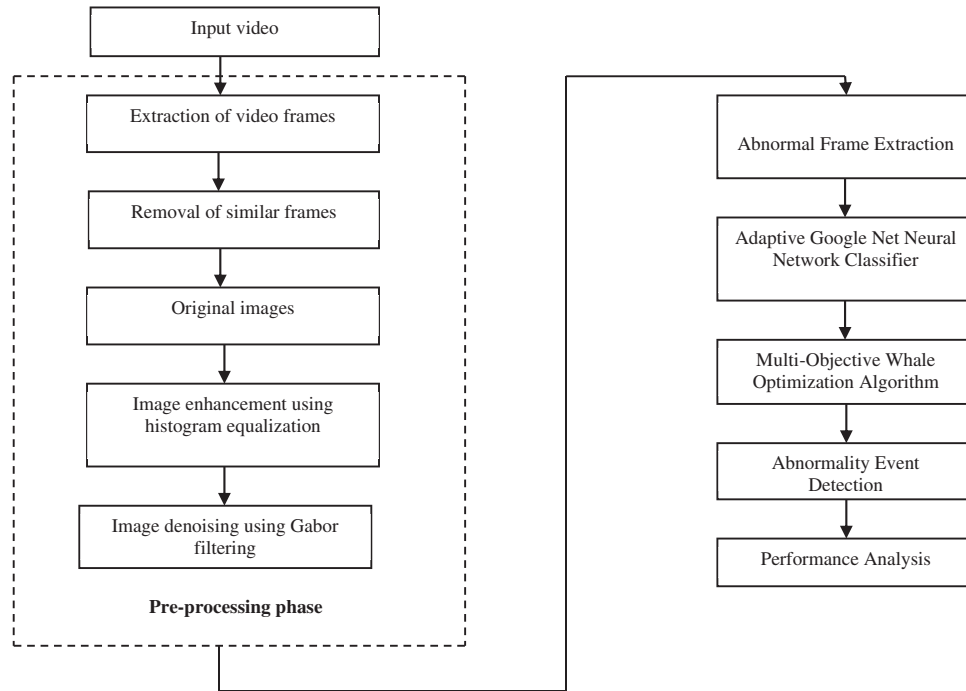 Input video
Extraction of video frames
Removal of similar frames
Original images
Image enhancement using
histogram equalization
Image denoising using Gabor
filtering
Pre-processing phase
Abnormal Frame Extraction
Adaptive Google Net Neural
Network Classifier
Multi-Objective Whale
Optimization Algorithm
Abnormality Event
Detection
Performance Analysis